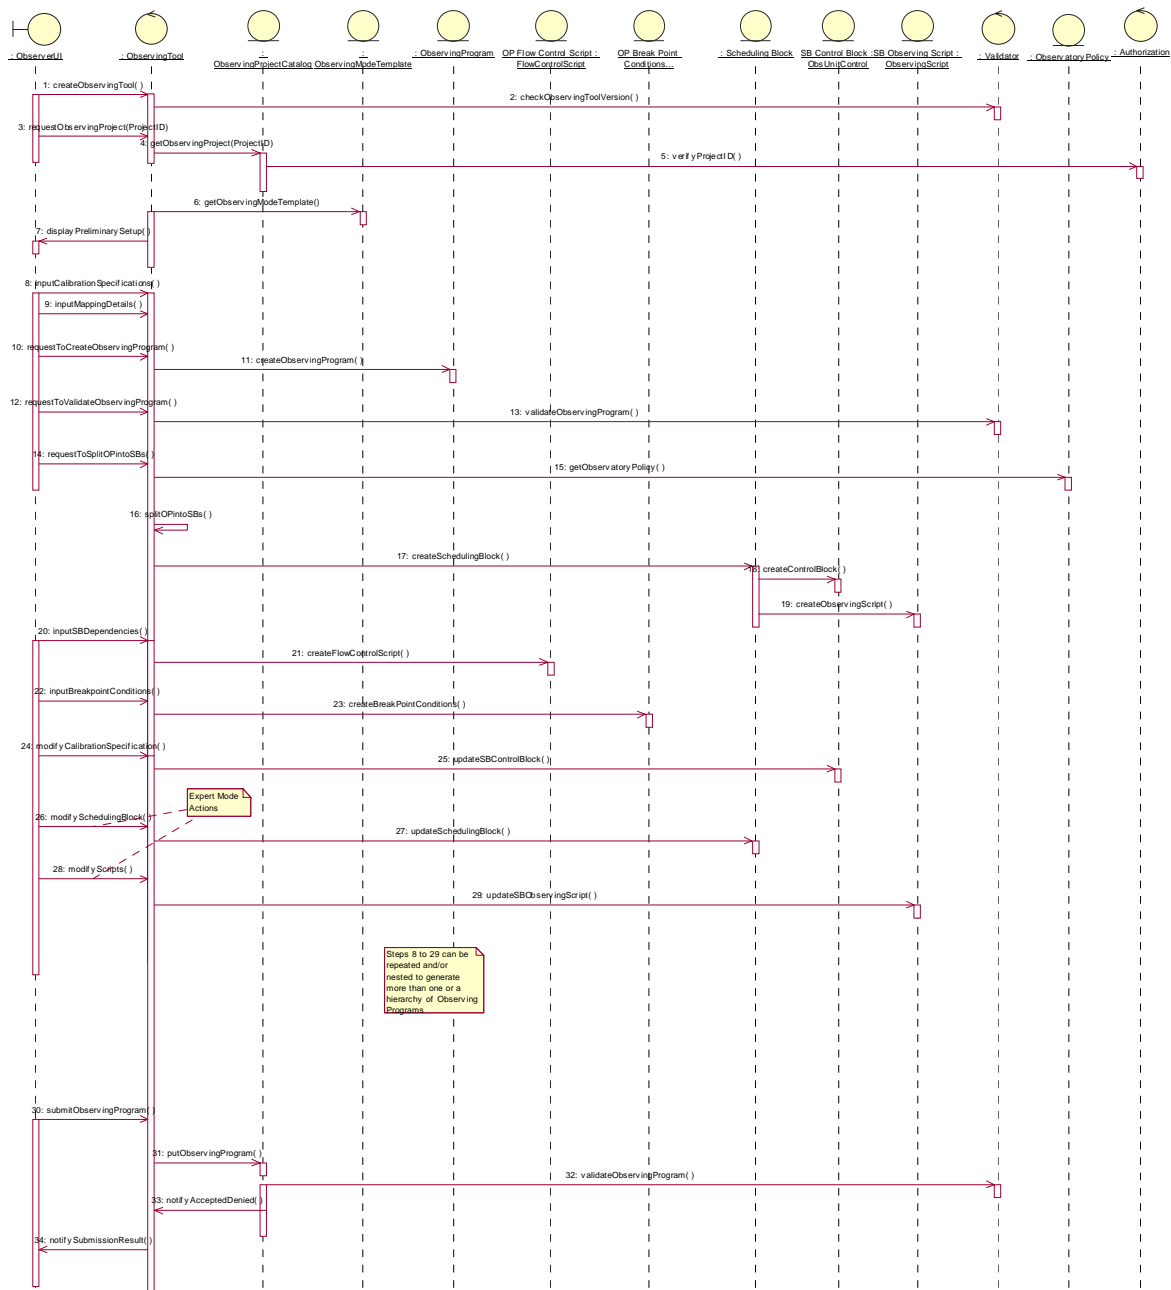 : ObserverUI
: ObservingTool
:
ObservingProjectCatalog
:
ObservingModeTemplate
: ObservingProgram
OP Flow Control Script :
FlowControlScript
OP Break Point
Conditions...
: Scheduling Block
SB Control Block :
ObsUnitControl
:SB Observing Script :
ObservingScript
: Validator
: ObservatoryPolicy
: Authorization
1: createObservingTool( )
2: checkObservingToolVersion( )
3: requestObservingProject(ProjectID)
4: getObservingProject(ProjectID)
5: verifyProjectID( )
6: getObservingModeTemplate()
7: displayPreliminarySetup( )
8: inputCalibrationSpecifications( )
9: inputMappingDetails( )
10: requestToCreateObservingProgram( )
11: createObservingProgram( )
12: requestToValidateObservingProgram( )
13: validateObservingProgram( )
14: requestToSplitOPintoSBs( )
15: getObservatoryPolicy( )
16: splitOPintoSBs( )
17: createSchedulingBlock( )
18: createControlBlock( )
19: createObservingScript( )
20: inputSBDependencies( )
21: createFlowControlScript( )
22: inputBreakpointConditions( )
23: createBreakPointConditions( )
24: modifyCalibrationSpecification( )
25: updateSBControlBlock( )
Expert Mode
Actions
26: modifySchedulingBlock( )
27: updateSchedulingBlock( )
28: modifyScripts( )
29: updateSBObservingScript( )
Steps 8 to 29 can be
repeated and/or
nested to generate
more than one or a
hierarchy of Observing
Programs
30: submitObservingProgram( )
31: putObservingProgram( )
32: validateObservingProgram( )
33: notifyAcceptedDenied( )
34: notifySubmissionResult( )